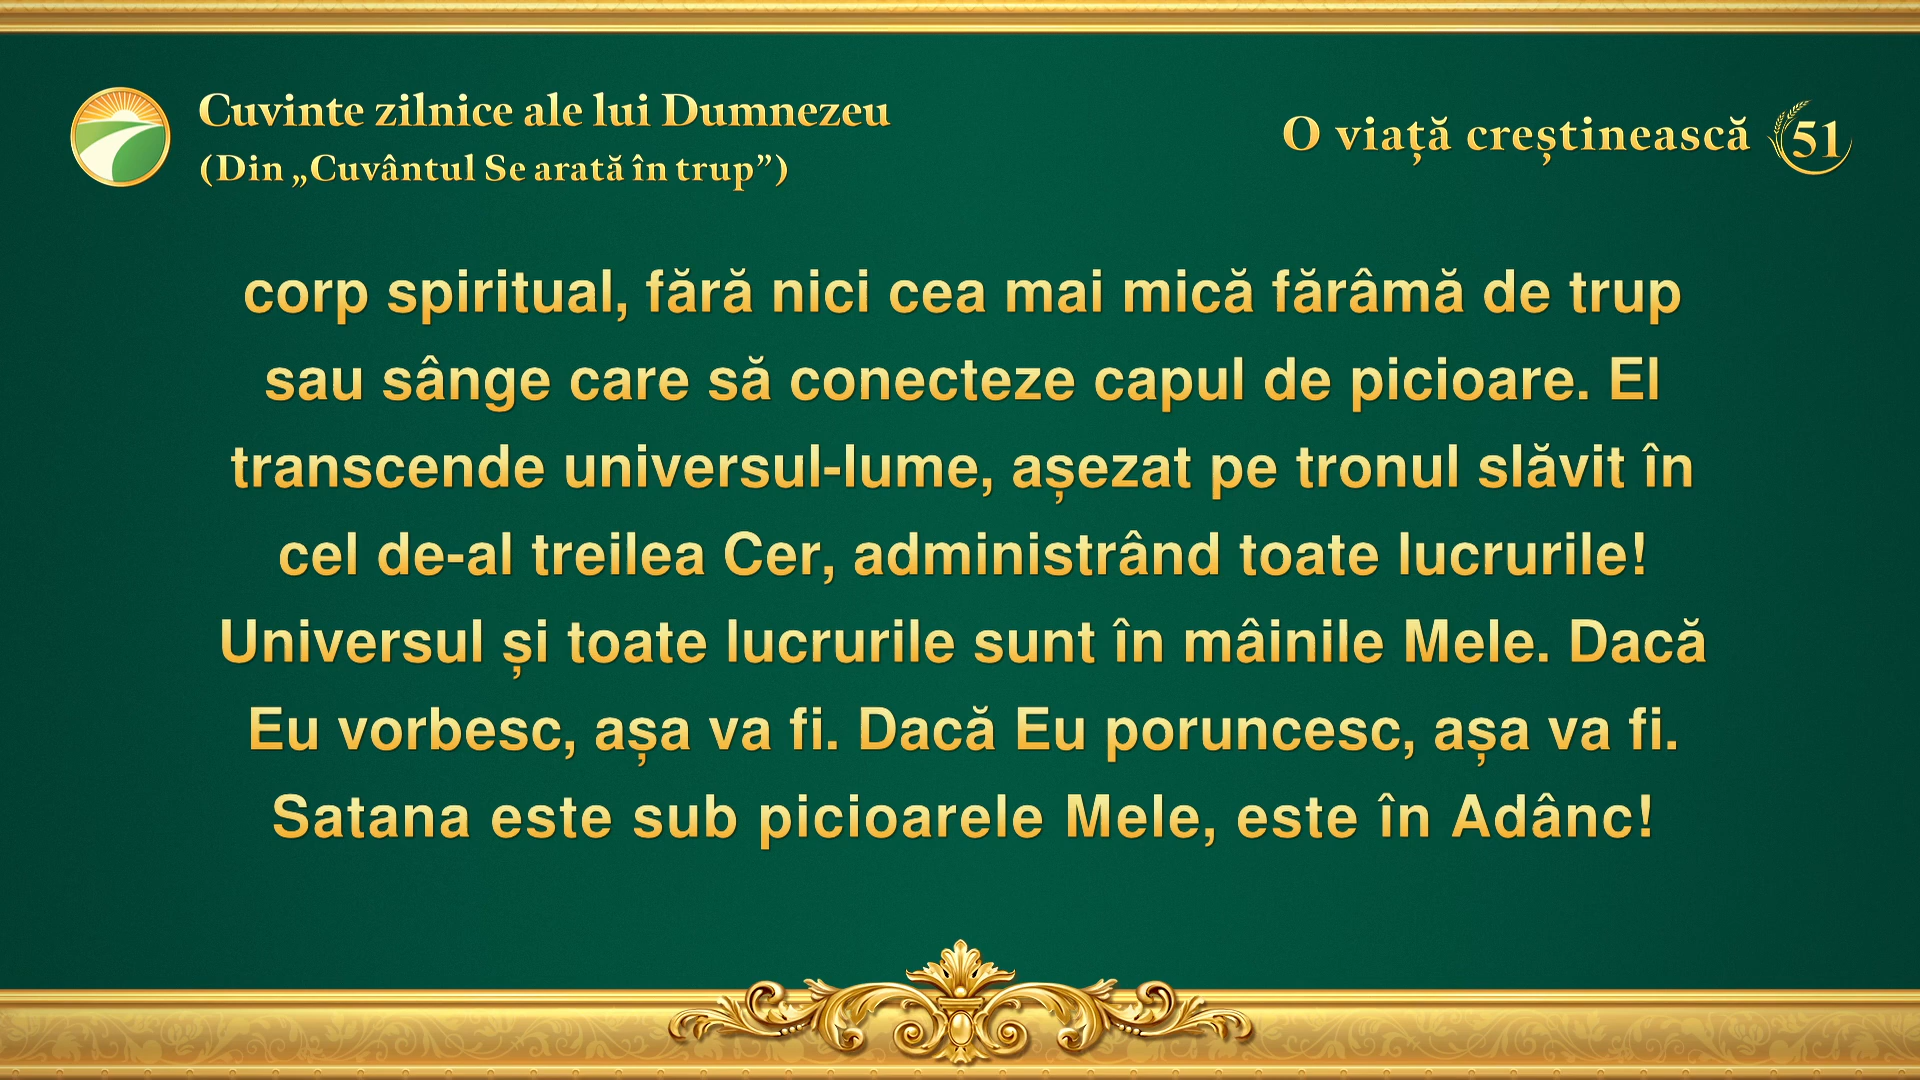 Cuvinte zilnice ale lui Dumnezeu
(Din „Cuvântul Se arată în trup”)
O viață creștinească 51
corp spiritual, fără nici cea mai mică fărâmă de trup
sau sânge care să conecteze capul de picioare. El
transcende universul-lume, așezat pe tronul slăvit în
cel de-al treilea Cer, administrând toate lucrurile!
Universul și toate lucrurile sunt în mâinile Mele. Dacă
Eu vorbesc, așa va fi. Dacă Eu poruncesc, așa va fi.
Satana este sub picioarele Mele, este în Adânc!